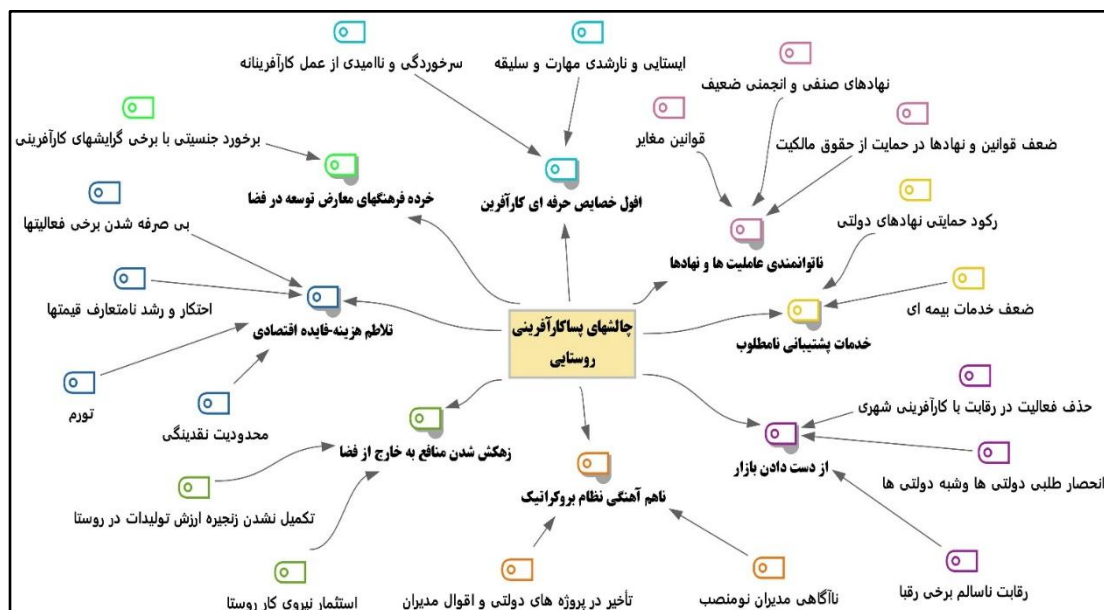 سرخوردگی و ناامیدی از عمل کارآفرینانه
ایستایی و نارشدی مهارت و سلیقه
نهادهای صنفی و انجمنی ضعیف
برخورد جنسیتی با برخی گرایشهای کارآفرینی
قوانین مغایر
ضعف قوانین و نهادها در حمایت از حقوق مالکیت
خرده فرهنگهای معارض توسعه در فضا
افول خصایص حرفه ای کارآفرین
رکود حمایتی نهادهای دولتی
بی صرفه شدن برخی فعالیتها
ناتوانمندی عاملیت ها و نهادها
احتکار و رشد نامتعارف قیمتها
ضعف خدمات بیمه ای
تلاطم هزینه-فایده اقتصادی
چالشهای پساکارآفرینی
روستایی
خدمات پشتیبانی نامطلوب
تورم
محدودیت نقدینگی
حذف فعالیت در رقابت با کارآفرینی شهری
زهکش شدن منافع به خارج از فضا
از دست دادن بازار
انحصار طلبی دولتی ها وشبه دولتی ها
ناهم آهنگی نظام بروکراتیک
تکمیل نشدن زنجیره ارزش تولیدات در روستا
استثمار نیروی کار روستا
تأخیر در پروژه های دولتی و اقوال مدیران
ناآگاهی مدیران نومنصب
رقابت ناسالم برخی رقبا